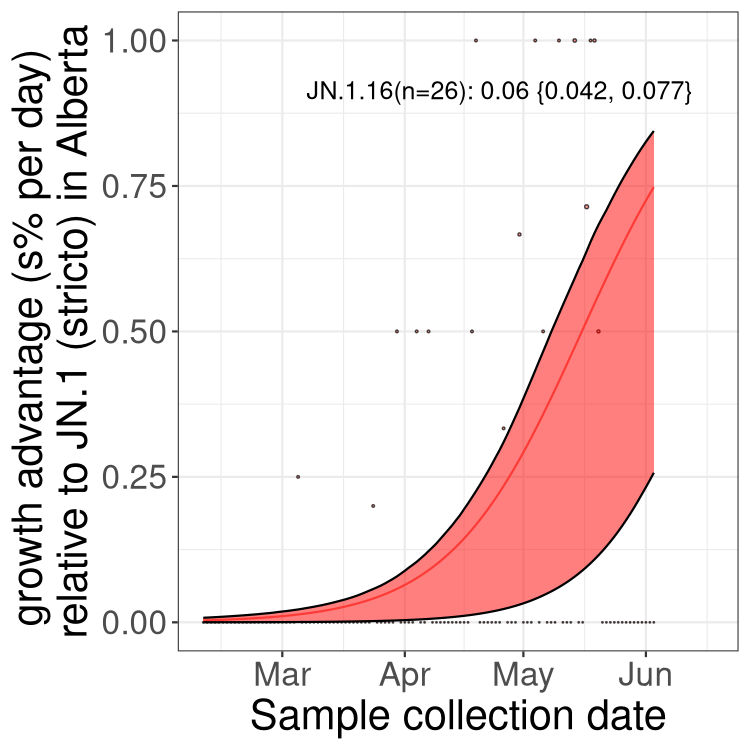 growth advantage (s% per day)
relative to JN.1 (stricto) in Alberta
1.00
0.75
0.50
0.25
0.00
JN.1.16(n=26): 0.06 {0.042, 0.077}
Mar Apr May Jun
Sample collection date